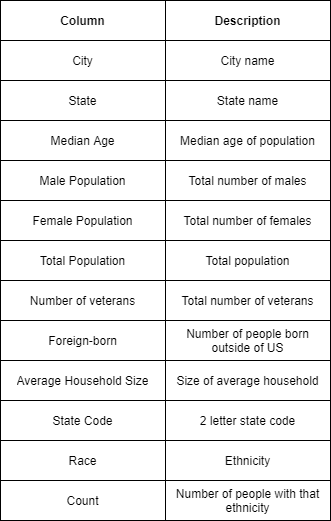 Column Description
City City name
State State name
Median Age Median age of population
Male Population Total number of males
Female Population Total number of females
Total Population Total population
Number of veterans Total number of veterans
Foreign-born Number of people born
outside of US
Average Household Size Size of average household
State Code 2 letter state code
Race Ethnicity
Count Number of people with that
ethnicity